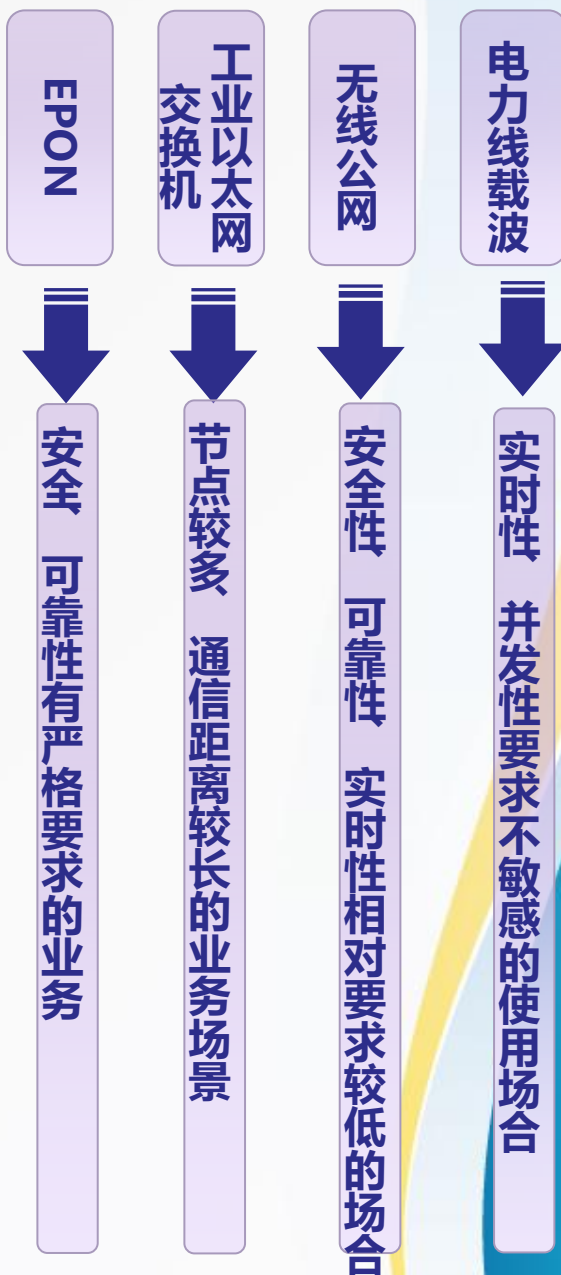 EPON
工业以太网
交换机
无线公网
电力线载波
安全、可靠性有严格要求的业务
节点较多、通信距离较长的业务场景
安全性、可靠性、实时性相对要求较低的场合
实时性、并发性要求不敏感的使用场合